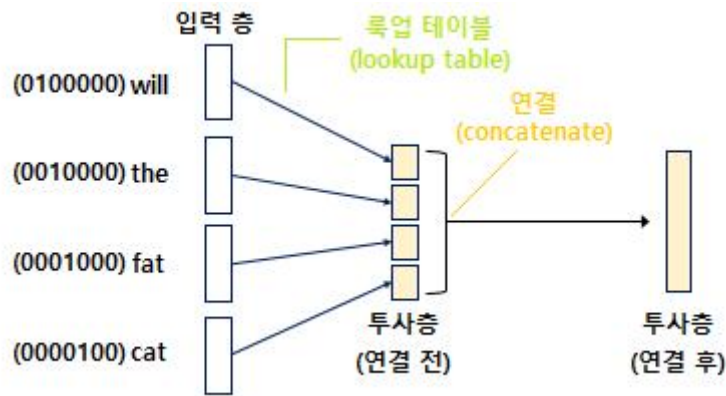 입력 층
룩업 테이블
(lookup table)
(0100000) will
연결
(concatenate)
(0010000) the
(0001000) fat
(0000100) cat
투사층
(연결 전)
투사층
(연결 후)